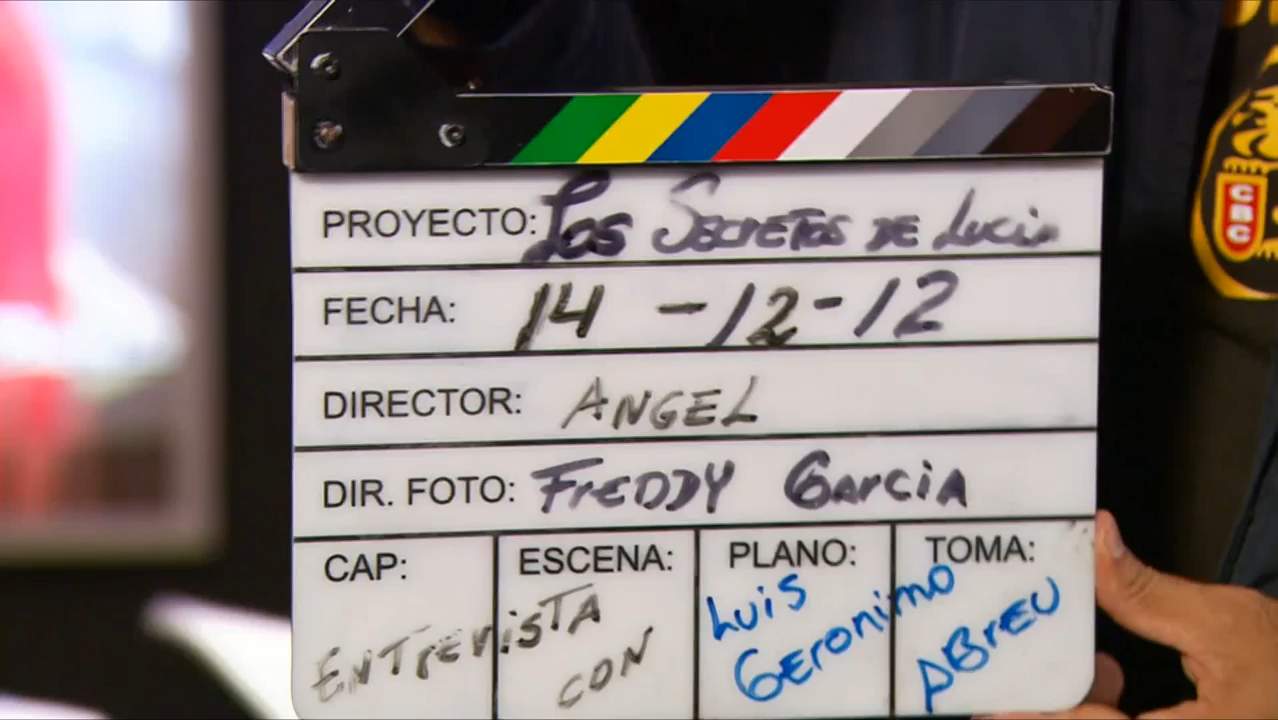 PROYECTO: Los Secretos de Lucia
FECHA: 14-12-12
DIRECTOR: ANGEL
DIR. FOTO: FREDDY GARCIA
CAP: ESCENA: PLANO: TOMA:
ENTREVISTA CON Luis GERONIMO ABREU
CBC